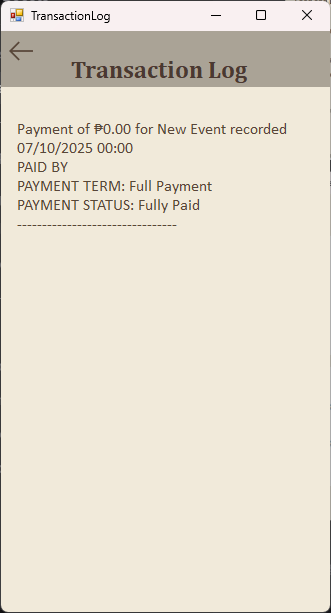 TransactionLog
Transaction Log
Payment of ₱0.00 for New Event recorded
07/10/2025 00:00
PAID BY
PAYMENT TERM: Full Payment
PAYMENT STATUS: Fully Paid
--------------------------------